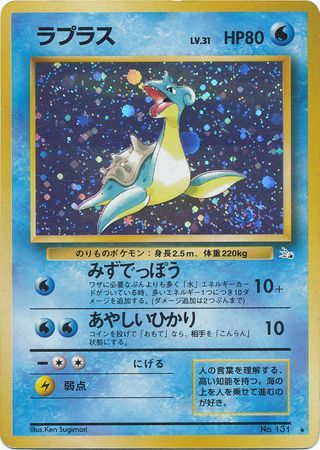 ラプラス LV.31 HP80
のりものポケモン：身長2.5m、体重220kg
みずでっぽう 10+
ワザに必要なぶんよりも多く「水」エネルギーカー
ドがついている時、多いエネルギー1つにつき10ダ
メージを追加する。(ダメージ追加は2つぶんまで)
あやしいひかり 10
コインを投げて「おもて」なら、相手を「こんらん」
状態にする。
にげる
弱点
人の言葉を理解する、
高い知能を持つ。海の
上を人を乗せて進むの
が好き。
Illus.Ken Sugimori No.131